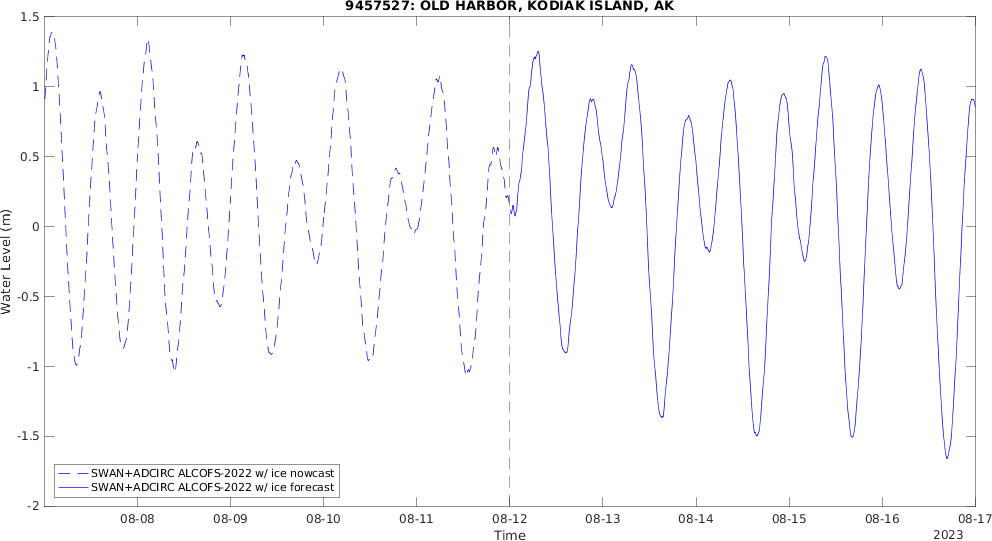 9457527: OLD HARBOR, KODIAK ISLAND, AK
1.5
1
0.5
0
-0.5
-1
-1.5
-2
Water Level (m)
SWAN+ADCIRC ALCOFS-2022 w/ ice nowcast
SWAN+ADCIRC ALCOFS-2022 w/ ice forecast
08-08 08-09 08-10 08-11 08-12 08-13 08-14 08-15 08-16 08-17
Time
2023